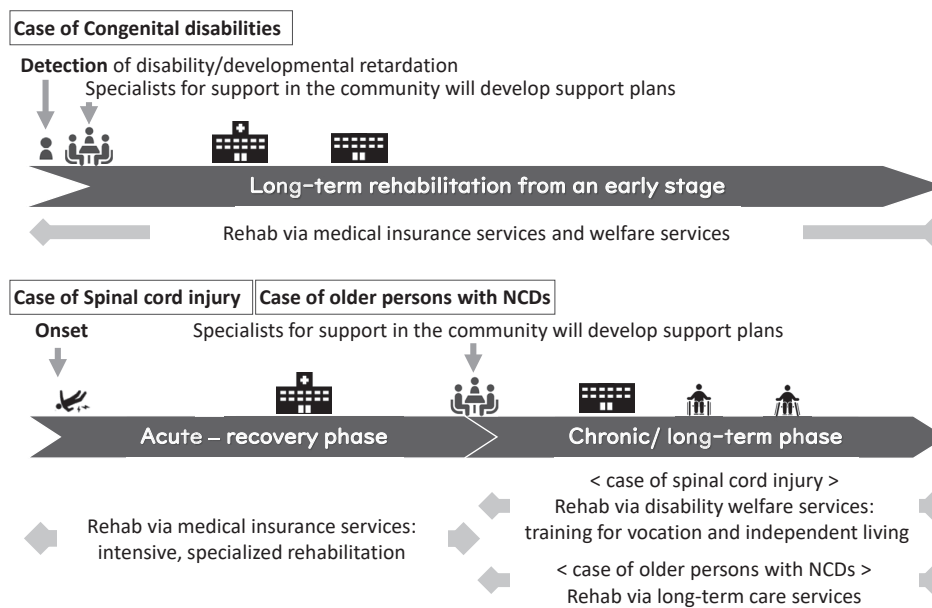 Case of Congenital disabilities
Detection of disability/developmental retardation
Specialists for support in the community will develop support plans
Long-term rehabilitation from an early stage
Rehab via medical insurance services and welfare services
Case of Spinal cord injury
Case of older persons with NCDs
Onset
Specialists for support in the community will develop support plans
Acute – recovery phase
Chronic/ long-term phase
Rehab via medical insurance services:
intensive, specialized rehabilitation
< case of spinal cord injury >
Rehab via disability welfare services:
training for vocation and independent living
< case of older persons with NCDs >
Rehab via long-term care services